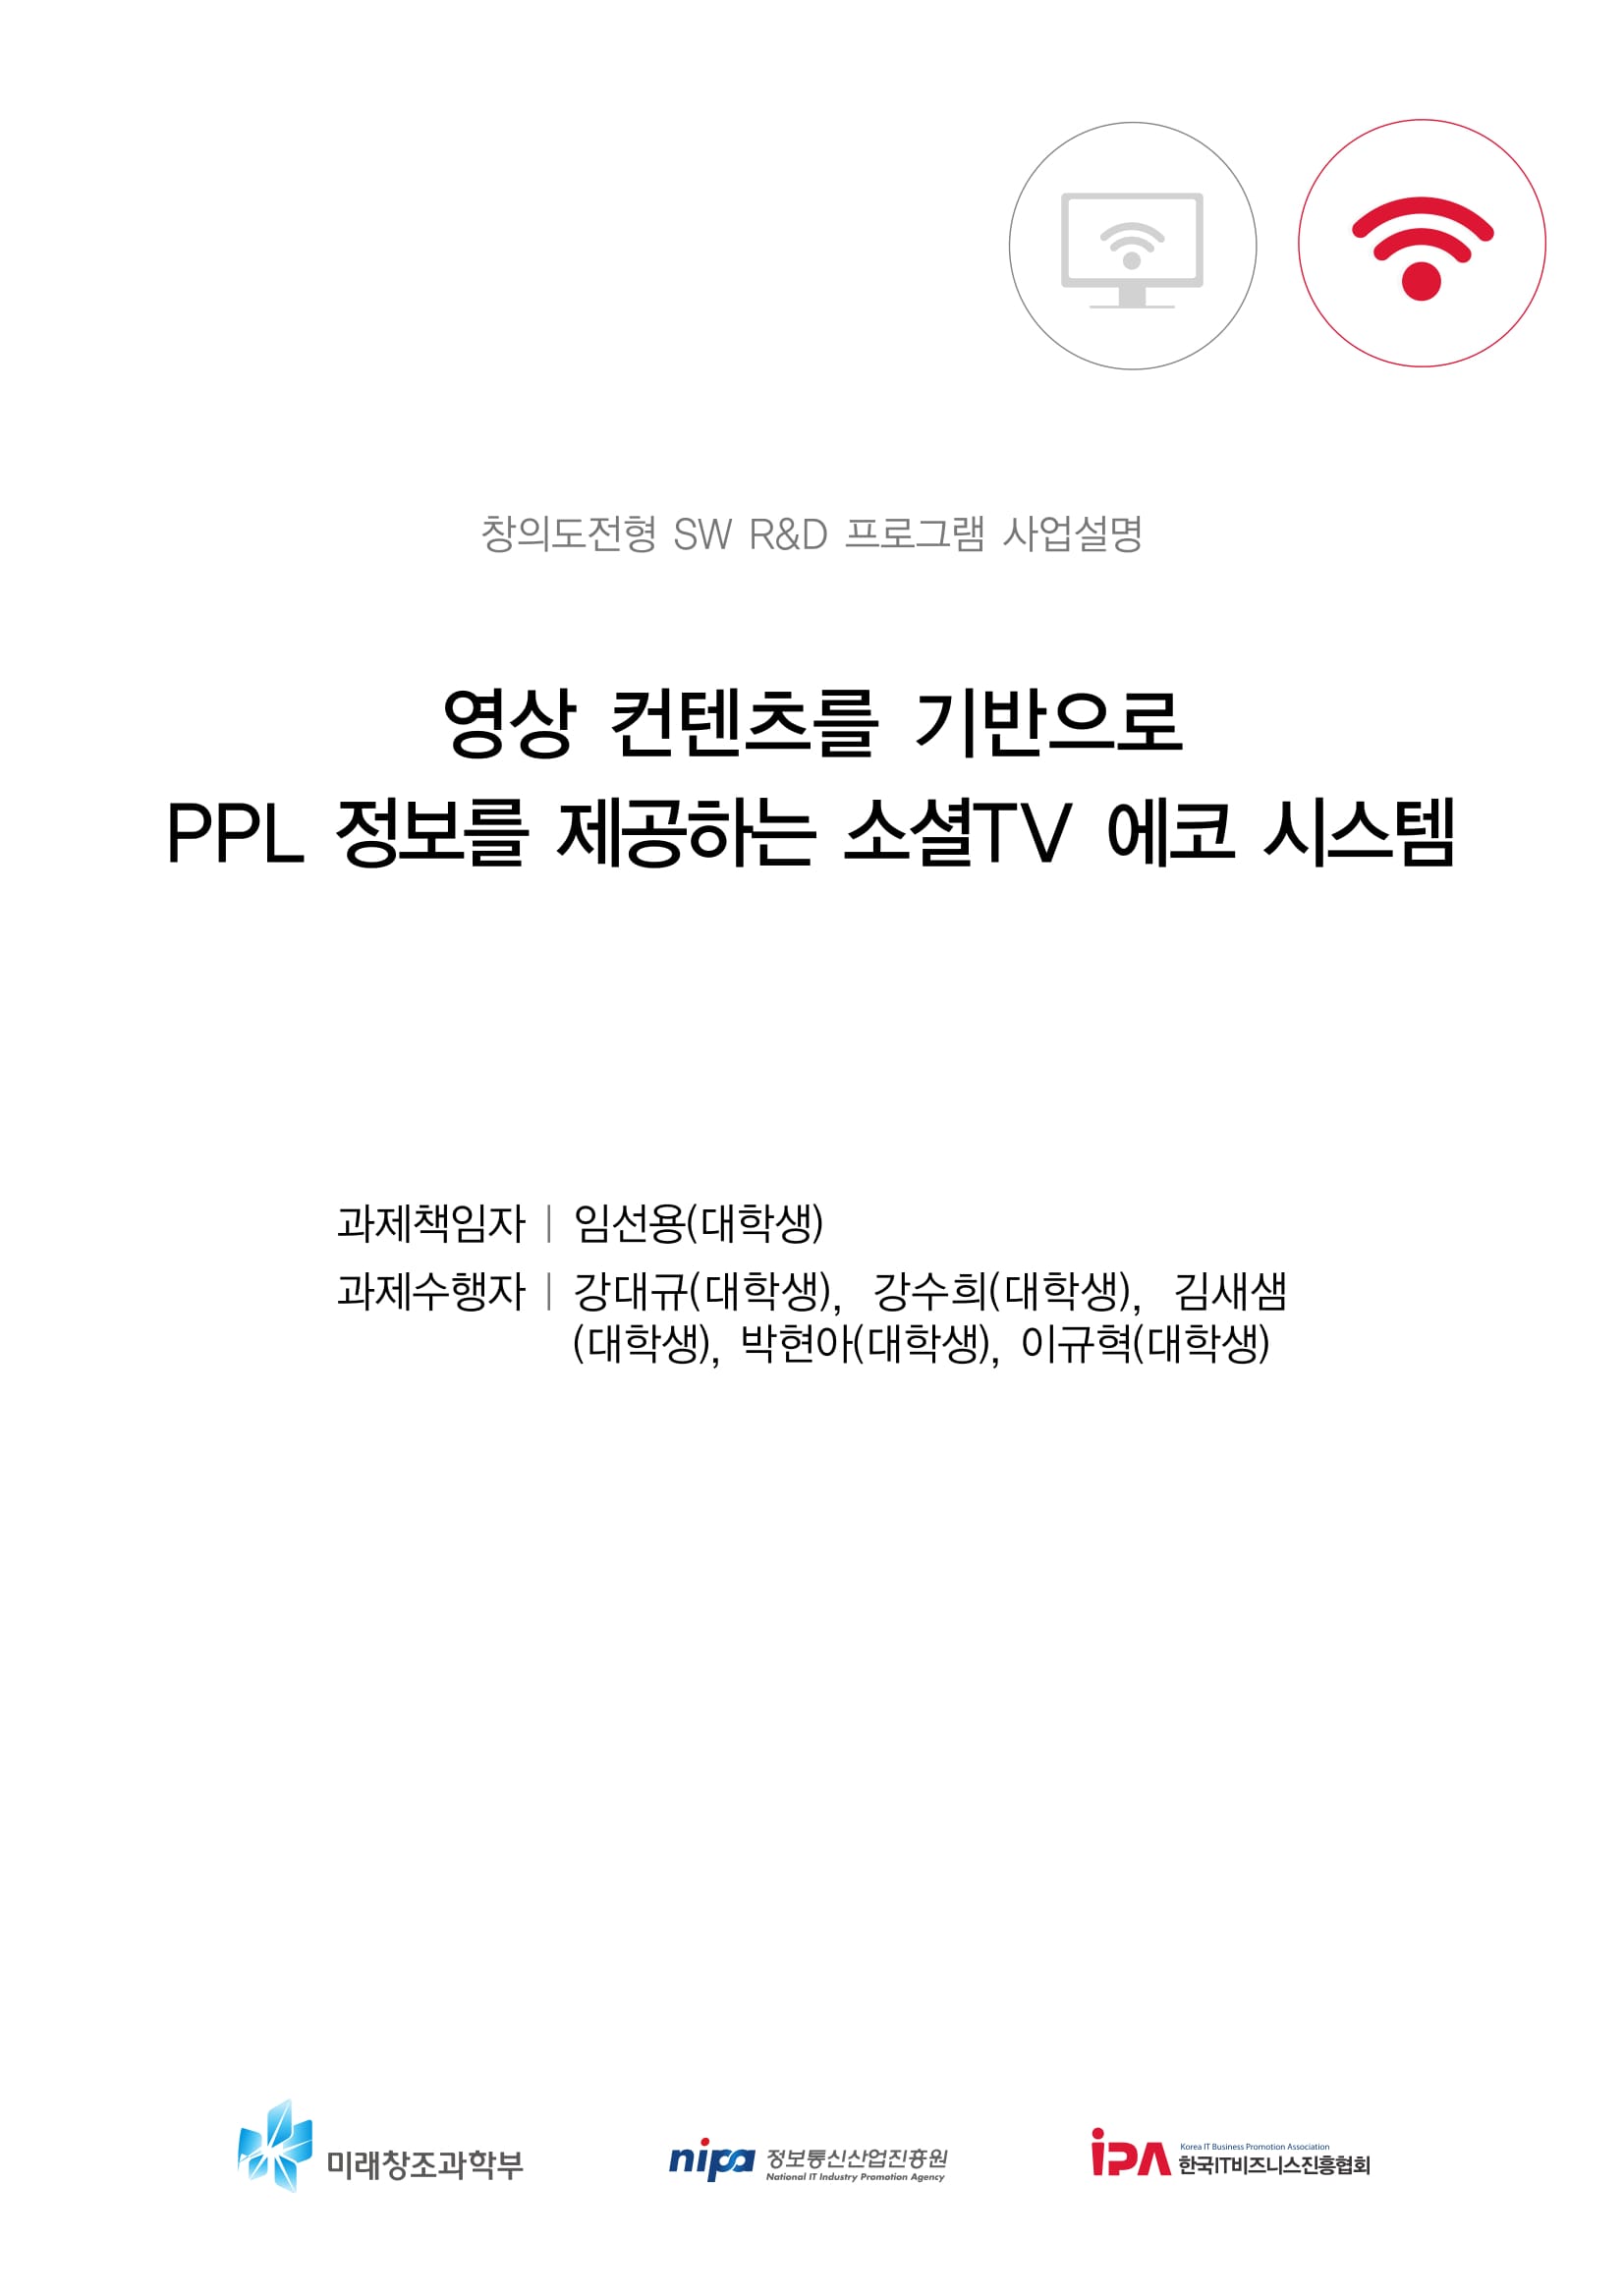 창의도전형 SW R&D 프로그램 사업설명
영상 컨텐츠를 기반으로
PPL 정보를 제공하는 소셜TV 에코 시스템
과제책임자 | 임선용(대학생)
과제수행자 | 강대규(대학생), 강수희(대학생), 김새샘
(대학생), 박현아(대학생), 이규혁(대학생)
미래창조과학부
nipa 정보통신산업진흥원
National IT Industry Promotion Agency
iPA Korea IT Business Promotion Association
한국IT비즈니스진흥협회